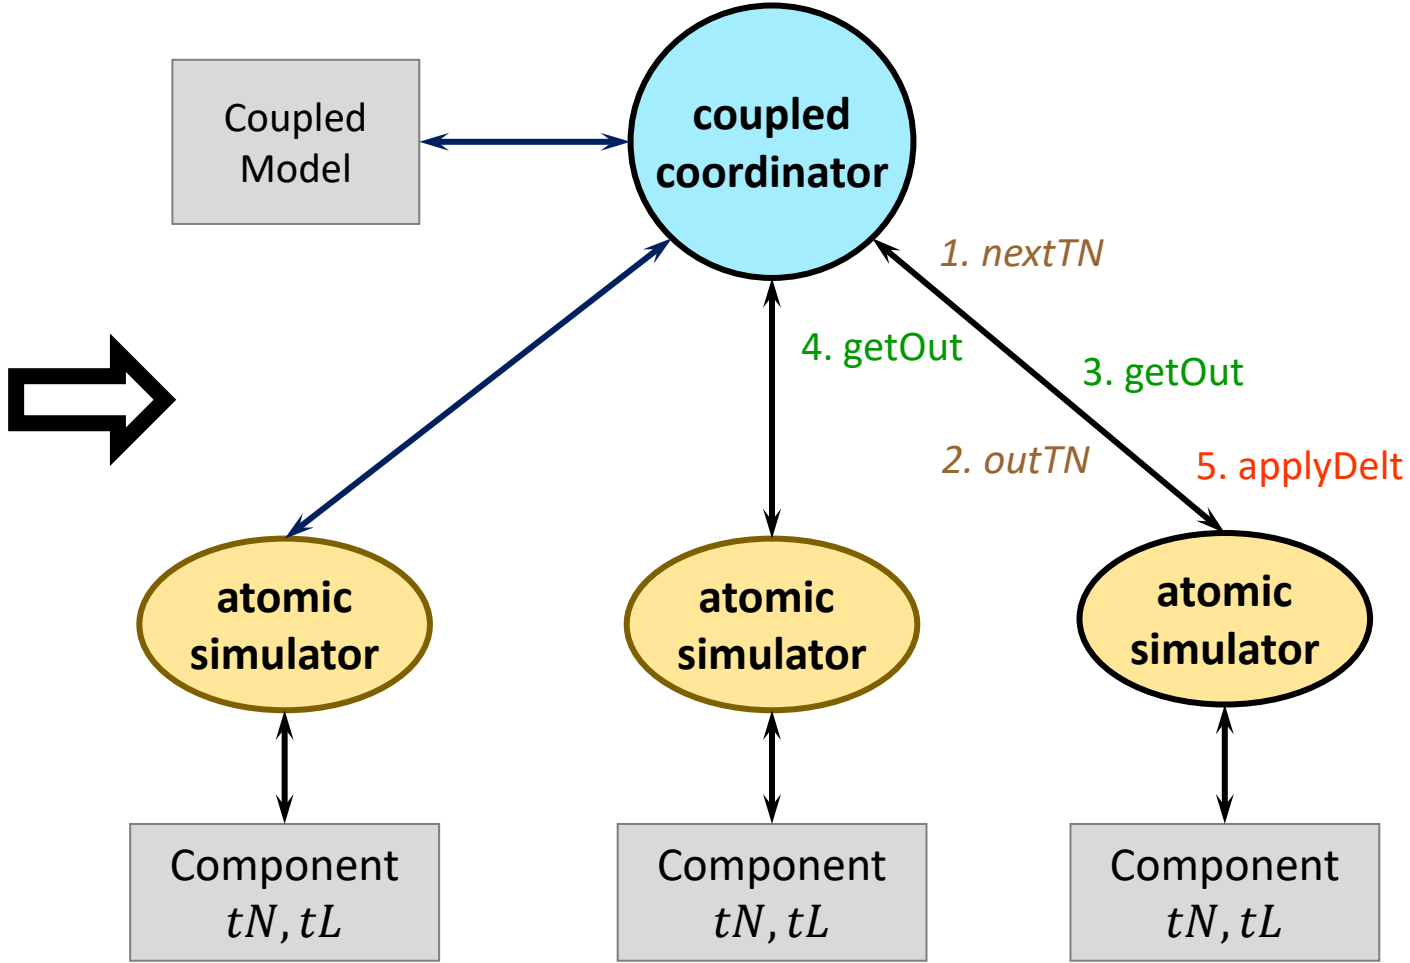 Coupled
Model
coupled
coordinator
1. nextTN
4. getOut
3. getOut
2. outTN
5. applyDelt
atomic
simulator
atomic
simulator
atomic
simulator
Component
tN, tL
Component
tN, tL
Component
tN, tL